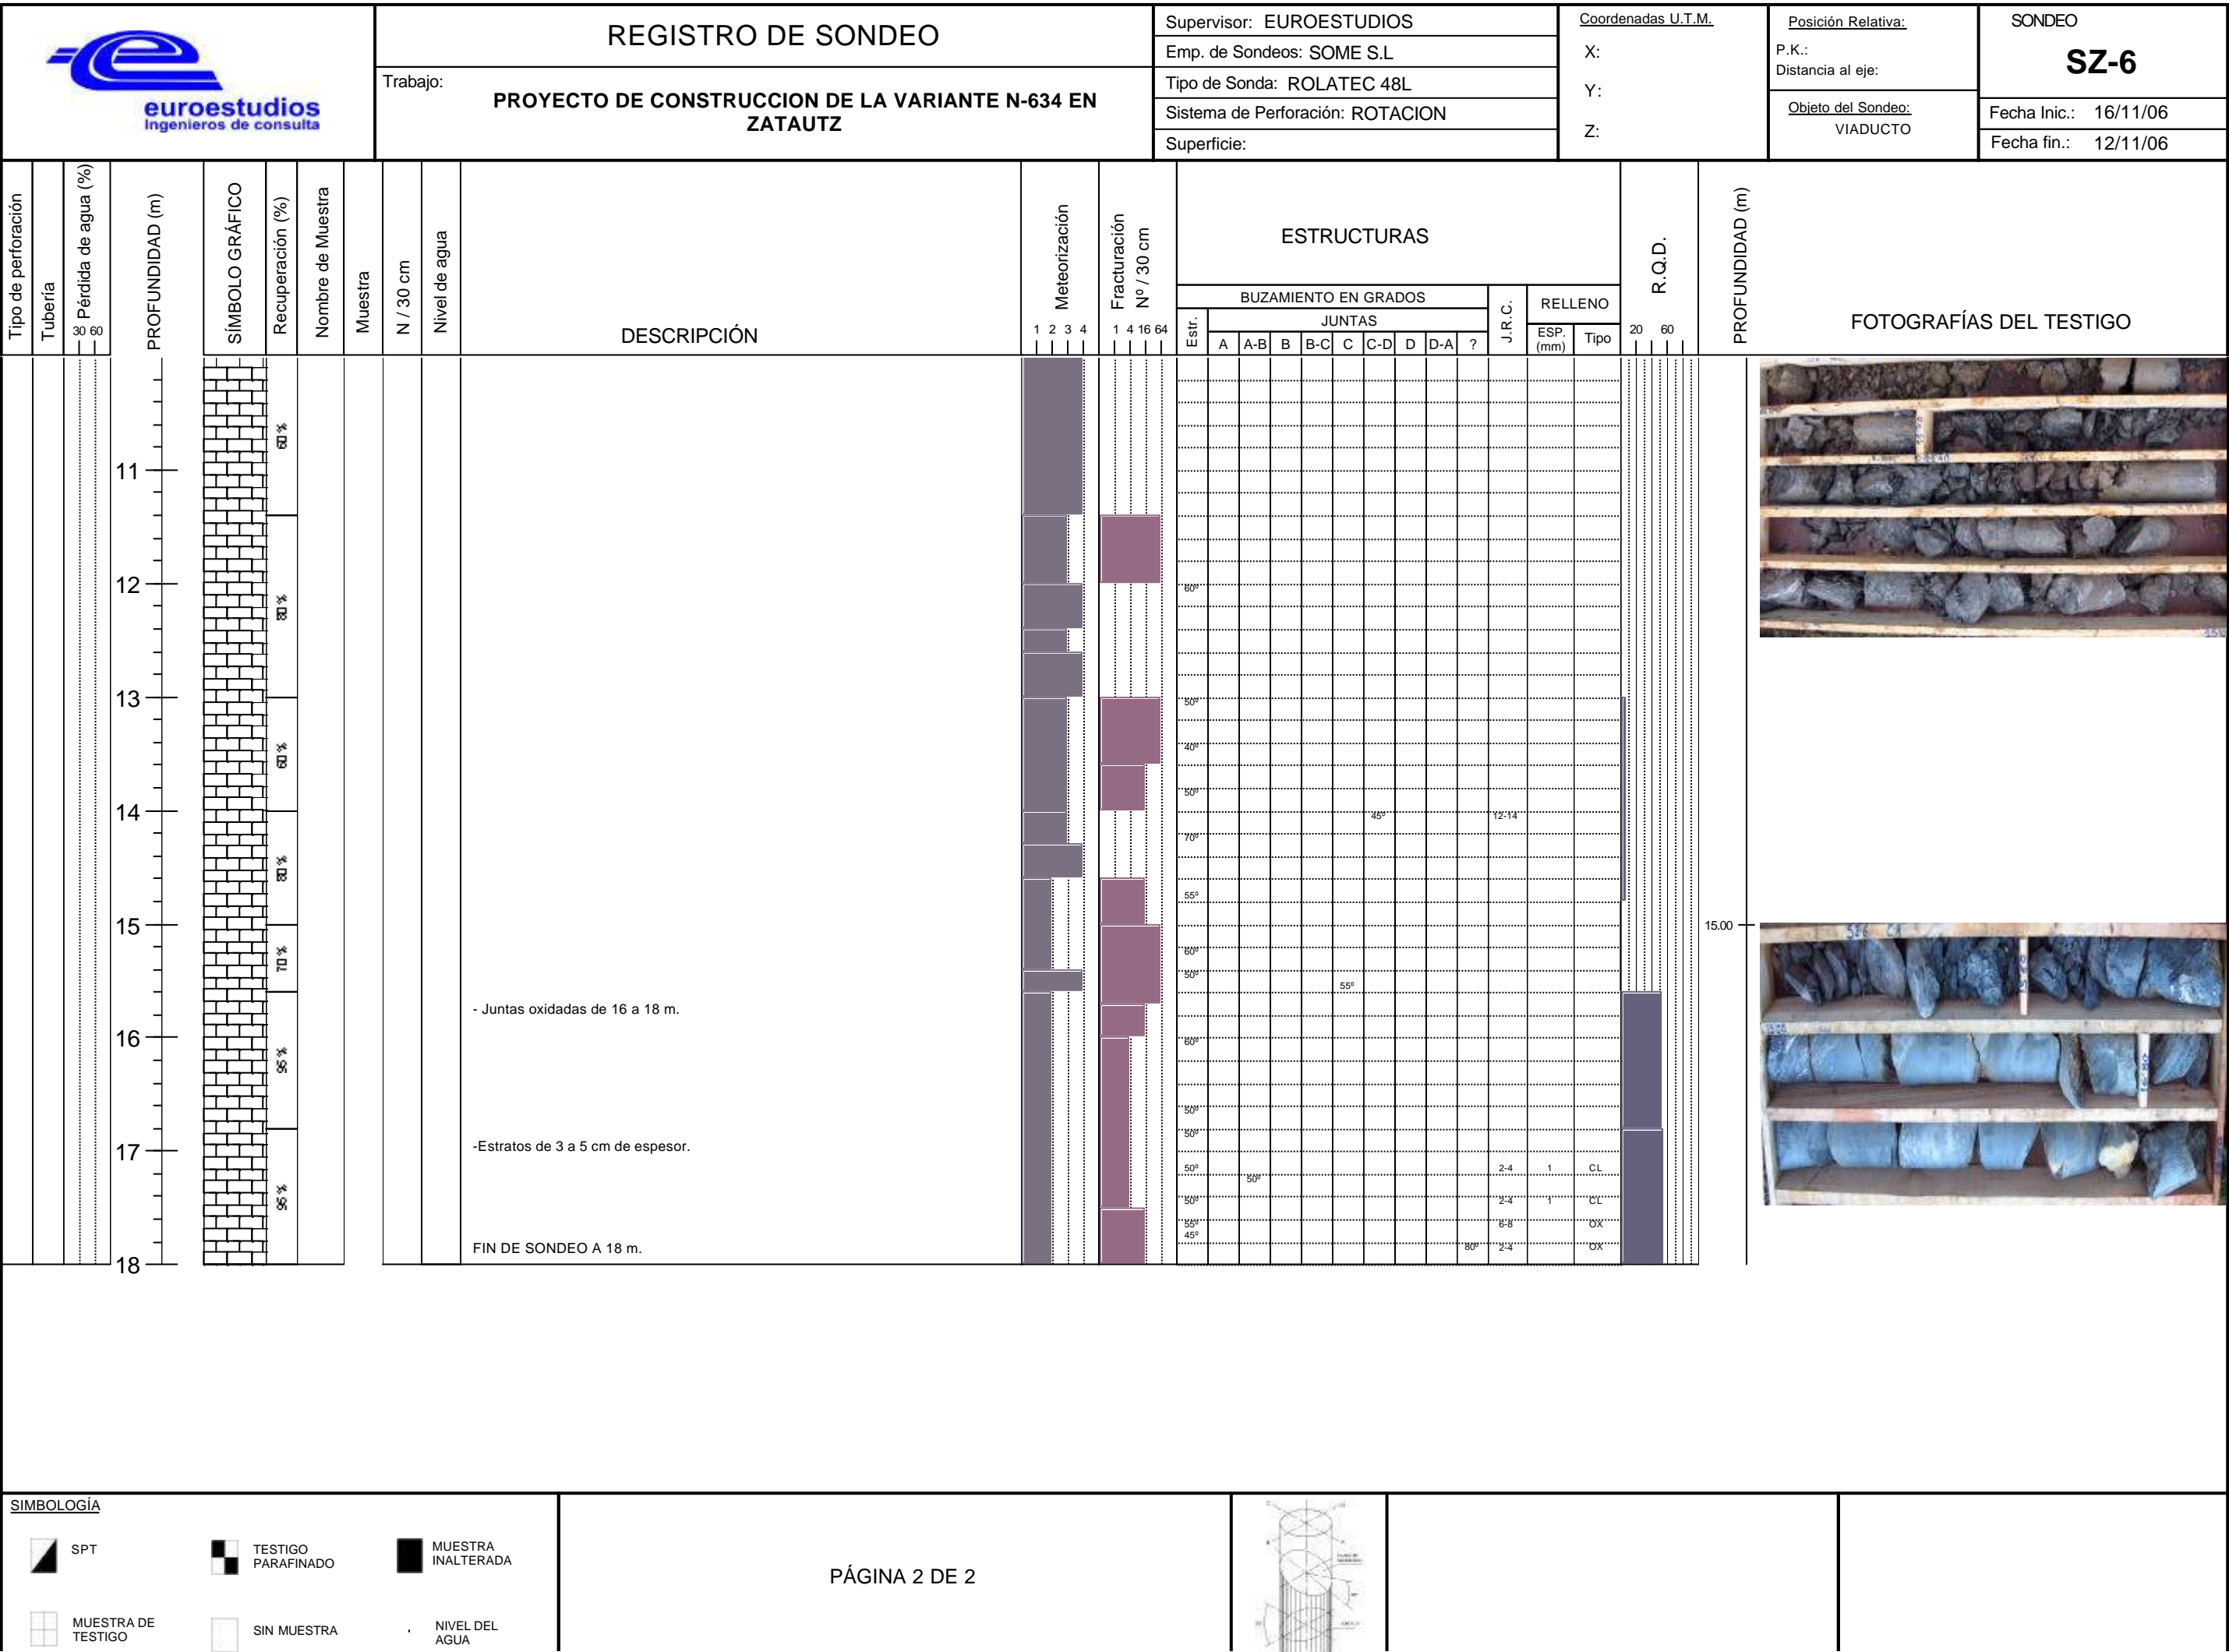 euroestudios
Ingenieros de consulta
REGISTRO DE SONDEO
Trabajo:
PROYECTO DE CONSTRUCCION DE LA VARIANTE N-634 EN
ZATAUTZ
Supervisor: EUROESTUDIOS
Emp. de Sondeos: SOME S.L
Tipo de Sonda: ROLATEC 48L
Sistema de Perforación: ROTACION
Superficie:
Coordenadas U.T.M.
X:
Y:
Z:
Posición Relativa:
P.K.:
Distancia al eje:
Objeto del Sondeo:
VIADUCTO
SONDEO
SZ-6
Fecha Inic.: 16/11/06
Fecha fin.: 12/11/06
Tipo de perforación
Tubería
Pérdida de agua (%)
30 60
PROFUNDIDAD (m)
SÍMBOLO GRÁFICO
Recuperación (%)
Nombre de Muestra
Muestra
N / 30 cm
Nivel de agua
DESCRIPCIÓN
Meteorización
1 2 3 4
Fracturación
Nº / 30 cm
1 4 16 64
ESTRUCTURAS
BUZAMIENTO EN GRADOS
JUNTAS
Estr.
A A-B B B-C C C-D D D-A ?
J.R.C.
RELLENO
ESP.
(mm)
Tipo
R.Q.D.
20 60
PROFUNDIDAD (m)
FOTOGRAFÍAS DEL TESTIGO
60 %
11
12
60º
80 %
13
50º
40º
60 %
50º
14
45º 12-14
70º
80 %
55º
15
15.00
60º
70 %
50º
55º
- Juntas oxidadas de 16 a 18 m.
16
60º
95 %
50º
50º
-Estratos de 3 a 5 cm de espesor.
17
50º 2-4 1 CL
50º
95 %
50º 2-4 1 CL
55º 6-8 OX
45º
FIN DE SONDEO A 18 m.
80º 2-4 OX
18
SIMBOLOGÍA
SPT
TESTIGO
PARAFINADO
MUESTRA
INALTERADA
MUESTRA DE
TESTIGO
SIN MUESTRA
NIVEL DEL
AGUA
PÁGINA 2 DE 2